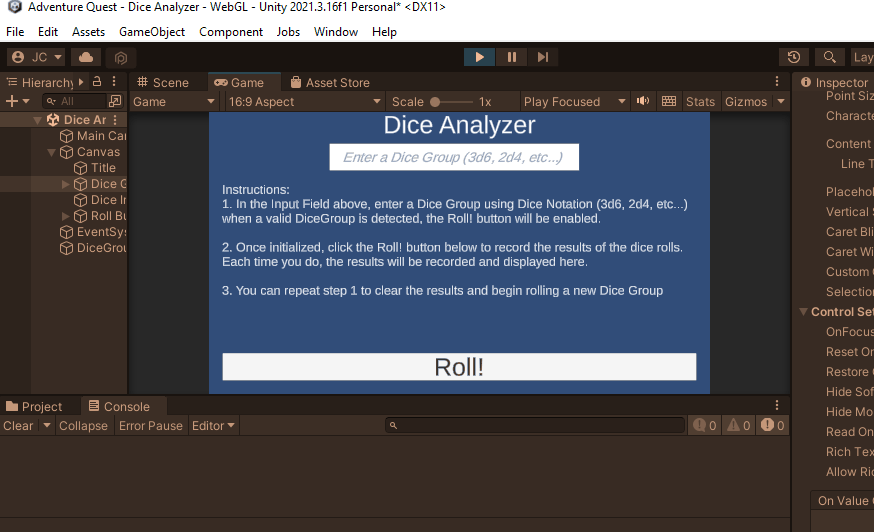 Adventure Quest - Dice Analyzer - WebGL - Unity 2021.3.16f1 Personal* <DX11>
File Edit Assets GameObject Component Jobs Window Help
JC Lay
Hierarchy Scene Game Asset Store Inspector
All Game 16:9 Aspect Scale 1x Play Focused Stats Gizmos
Dice Ar
Main Car
Canvas
Title
Dice G
Dice In
Roll Bu
EventSys
DiceGrou
Dice Analyzer
Enter a Dice Group (3d6, 2d4, etc...)
Instructions:
1. In the Input Field above, enter a Dice Group using Dice Notation (3d6, 2d4, etc...)
when a valid DiceGroup is detected, the Roll! button will be enabled.
2. Once initialized, click the Roll! button below to record the results of the dice rolls.
Each time you do, the results will be recorded and displayed here.
3. You can repeat step 1 to clear the results and begin rolling a new Dice Group
Roll!
Point Siz
Characte
Content
Line T
Placehol
Vertical S
Caret Bli
Caret Wi
Custom C
Selection
Control Set
OnFocus
Reset On
Restore C
Hide Sof
Hide Mo
Read On
Rich Tex
Allow Ric
On Value C
Project Console
Clear Collapse Error Pause Editor 0 0 0